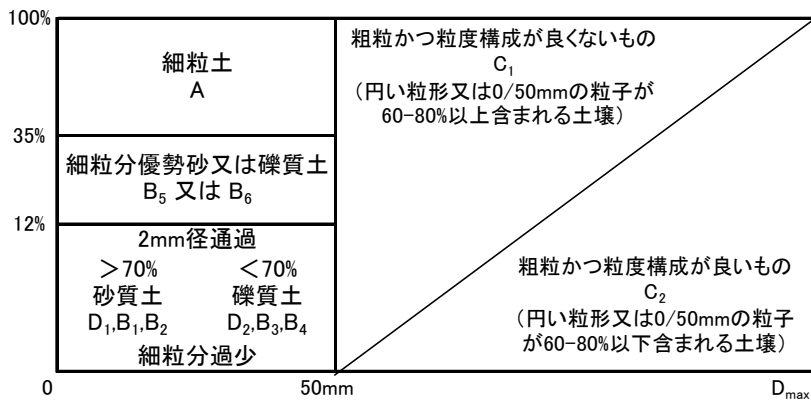 100%
細粒土
A
35%
細粒分優勢砂又は礫質土
B₅ 又は B₆
12%
2mm径通過
>70% <70%
砂質土 礫質土
D₁,B₁,B₂ D₂,B₃,B₄
細粒分過少
粗粒かつ粒度構成が良くないもの
C₁
(円い粒形又は0/50mmの粒子が
60-80%以上含まれる土壌)
粗粒かつ粒度構成が良いもの
C₂
(円い粒形又は0/50mmの粒子
が60-80%以下含まれる土壌)
0 50mm Dmax